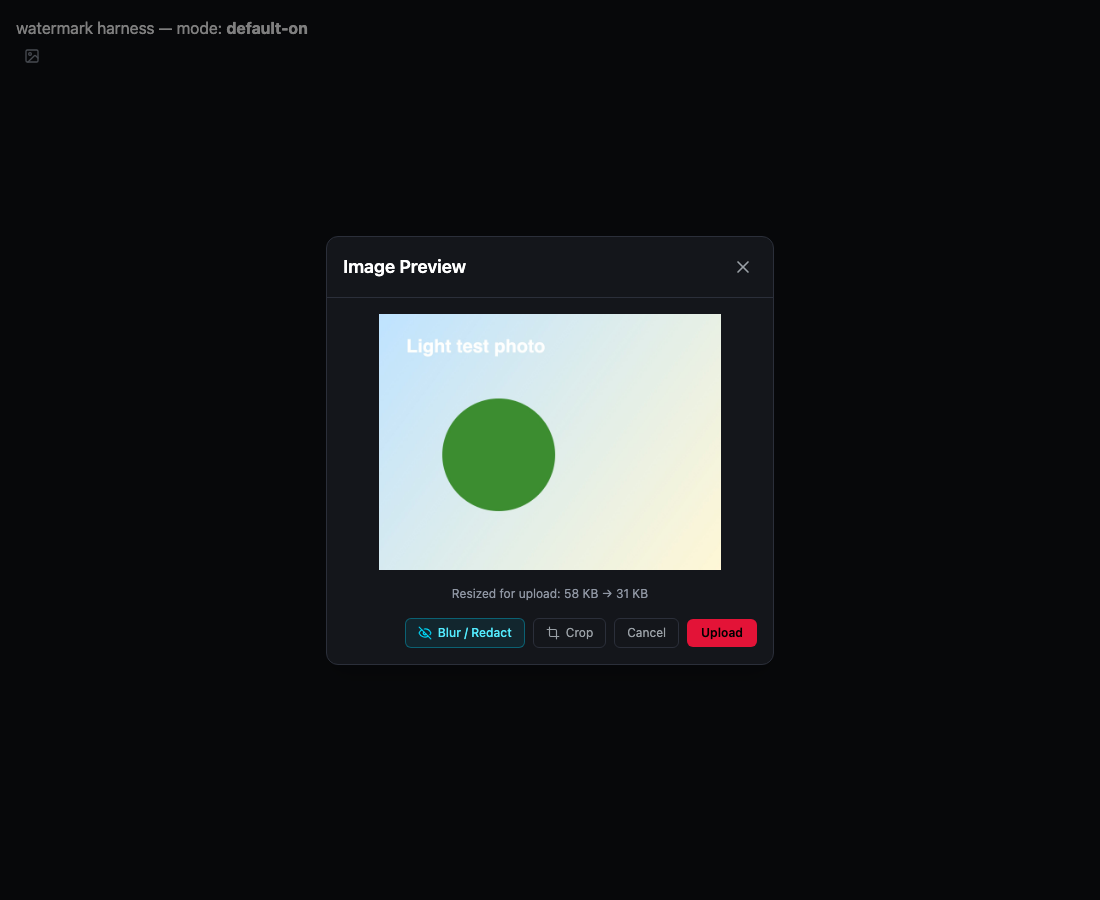 watermark harness — mode: default-on
Image Preview
Light test photo
Resized for upload: 58 KB → 31 KB
Blur / Redact
Crop
Cancel
Upload